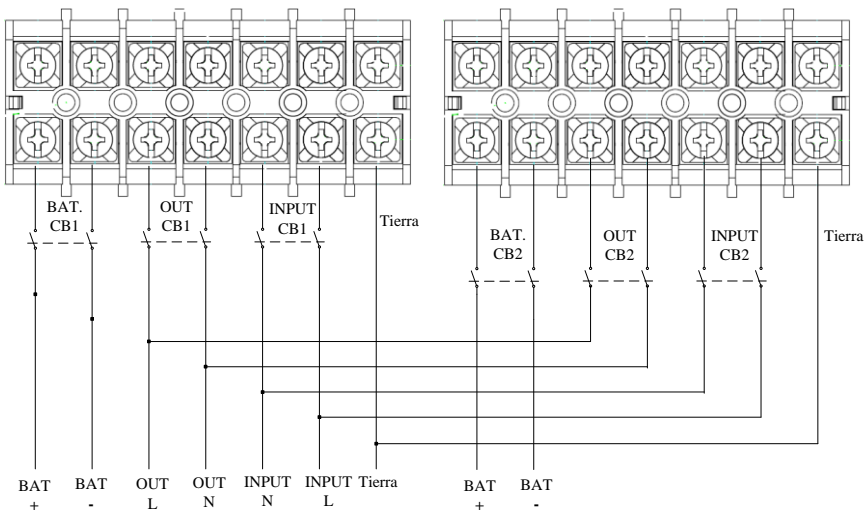 BAT.
CB1
OUT
CB1
INPUT
CB1
Tierra
BAT.
CB2
OUT
CB2
INPUT
CB2
Tierra
BAT
+
BAT
-
OUT
L
OUT
N
INPUT
N
INPUT
L
Tierra
BAT
+
BAT
-